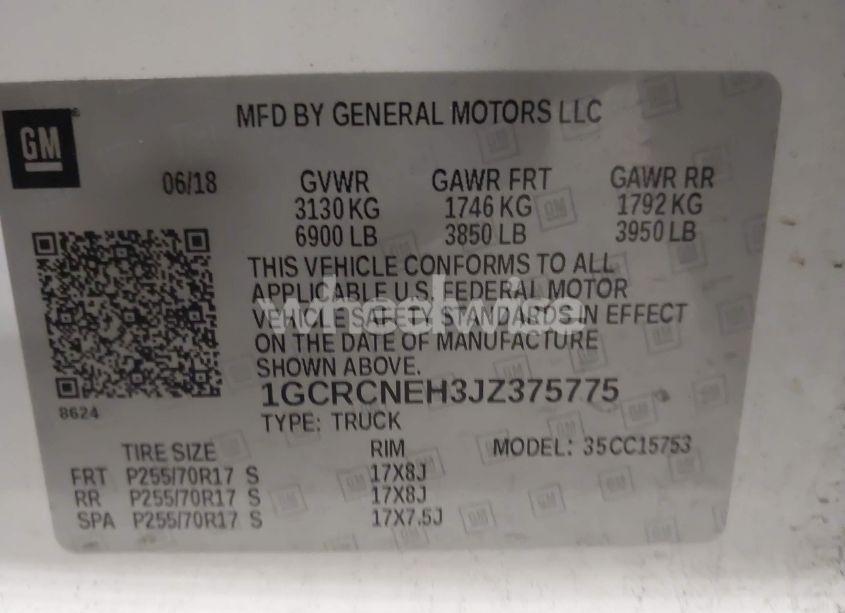 GM
MFD BY GENERAL MOTORS LLC
06/18 GVWR GAWR FRT GAWR RR
3130 KG 1746 KG 1792 KG
6900 LB 3850 LB 3950 LB
THIS VEHICLE CONFORMS TO ALL
APPLICABLE U.S. FEDERAL MOTOR
VEHICLE SAFETY STANDARDS IN EFFECT
wheelwise
ON THE DATE OF MANUFACTURE
SHOWN ABOVE.
1GCRCNEH3JZ375775
8624
TYPE: TRUCK
TIRE SIZE RIM MODEL: 35CC15753
FRT P255/70R17 S 17X8J
RR P255/70R17 S 17X8J
SPA P255/70R17 S 17X7.5J